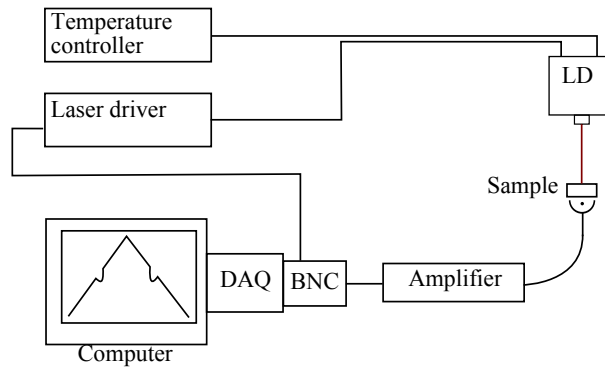 Temperature
controller
LD
Laser driver
Sample
DAQ
BNC
Amplifier
Computer